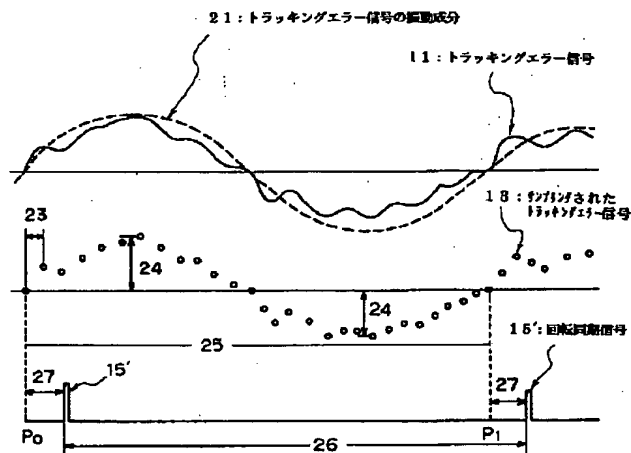 21：トラッキングエラー信号の振動成分
11：トラッキングエラー信号
13：サンプリングされた
トラッキングエラー信号
23
24
24
25
15'：回転同期信号
27
15'
27
P0
P1
26